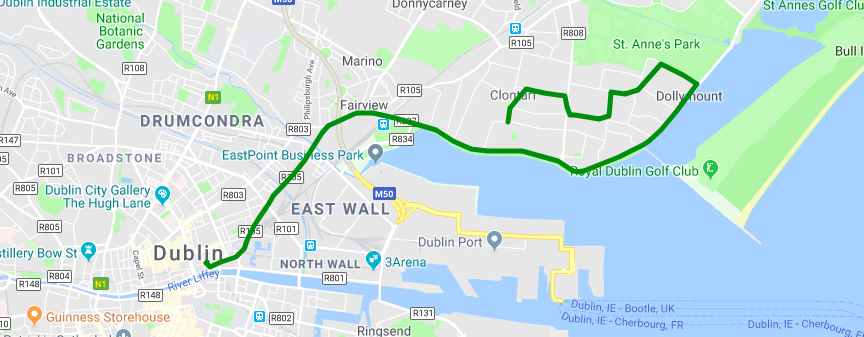 Dublin Industrial Estate
M50
Donnycarney
St Annes Golf Clu
National
Botanic
Gardens
R105
R808
St. Anne's Park
Bull I
R108
Marino
R105
N1
Philipsburgh Ave
Clontarf
Dollymount
Fairview
DRUMCONDRA
R803
R807
R834
R147
BROADSTONE
EastPoint Business Park
R101
R105
Royal Dublin Golf Club
R805
Dublin City Gallery
The Hugh Lane
R803
M50
EAST WALL
R805
R105
R101
Dublin Port
Dublin
istillery Bow St
Capel St
NORTH WALL
3Arena
R804
R148
N1
River Liffey
R801
R148
Dublin, IE - Bootle, UK
Guinness Storehouse
R802
R131
Dublin, IE - Cherbourg, FR
Dublin, IE - Cherbou
Ringsend